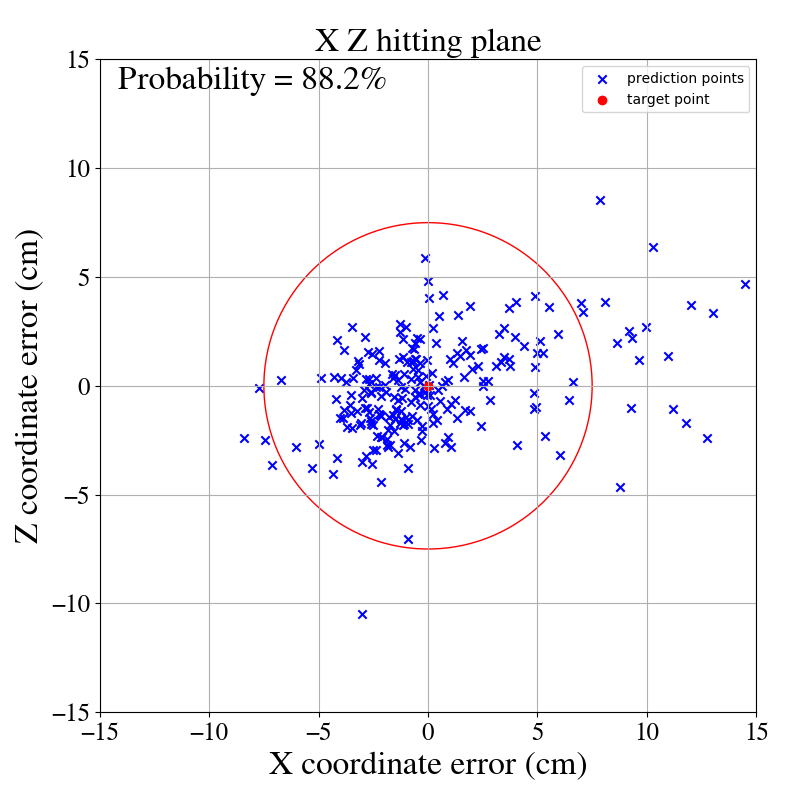 X Z hitting plane
Probability = 88.2%
prediction points
target point
Z coordinate error (cm)
15
10
5
0
−5
−10
−15
−15
−10
−5
0
5
10
15
X coordinate error (cm)